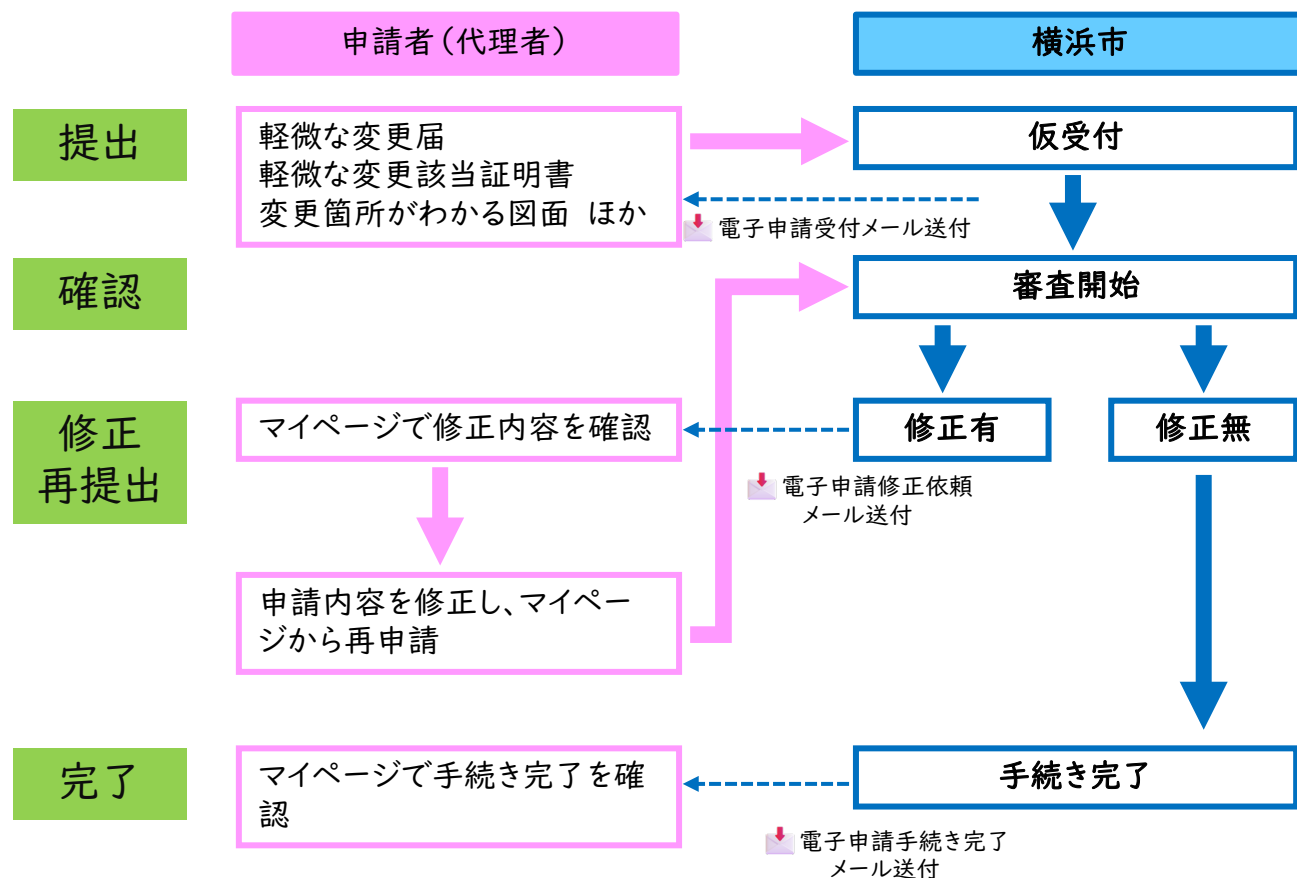 申請者（代理者）
横浜市
提出
軽微な変更届
軽微な変更該当証明書
変更箇所がわかる図面 ほか
仮受付
電子申請受付メール送付
確認
審査開始
修正
再提出
マイページで修正内容を確認
修正有
修正無
電子申請修正依頼
メール送付
申請内容を修正し、マイペー
ジから再申請
完了
マイページで手続き完了を確
認
手続き完了
電子申請手続き完了
メール送付